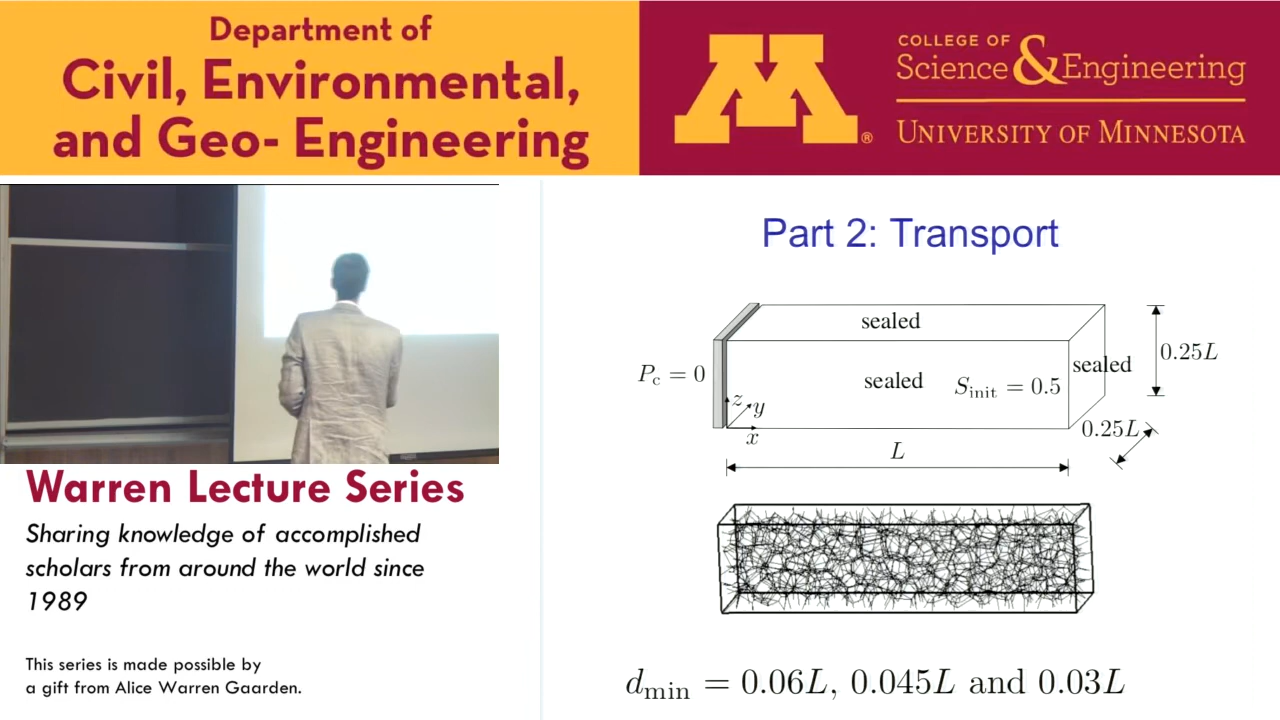 Department of
Civil, Environmental,
and Geo- Engineering
COLLEGE OF
Science & Engineering
UNIVERSITY OF MINNESOTA
M®
Warren Lecture Series
Sharing knowledge of accomplished
scholars from around the world since
1989
This series is made possible by
a gift from Alice Warren Gaarden.
Part 2: Transport
sealed
sealed
sealed
P_c = 0
S_init = 0.5
0.25L
0.25L
z
y
x
L
d_min = 0.06L, 0.045L and 0.03L